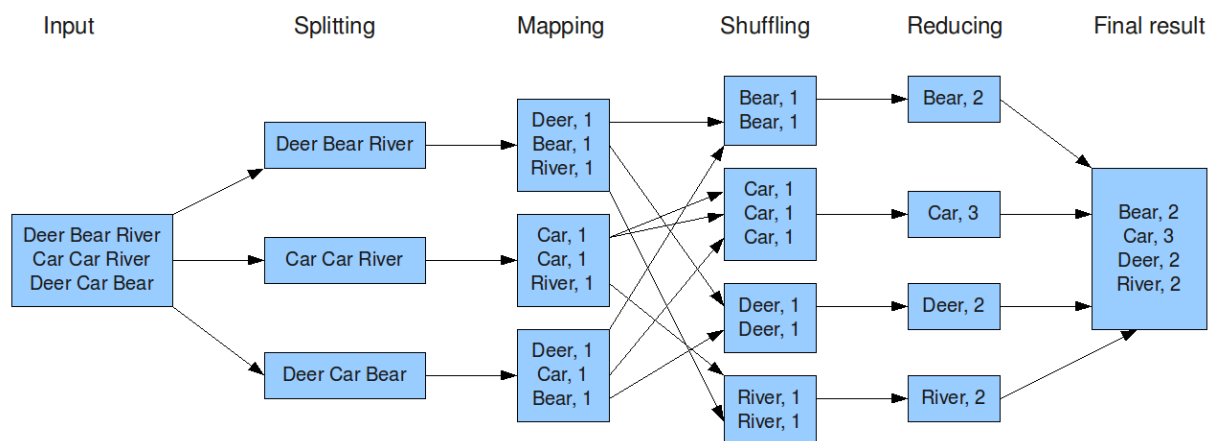 Input
Splitting
Mapping
Shuffling
Reducing
Final result
Deer Bear River
Car Car River
Deer Car Bear
Deer Bear River
Car Car River
Deer Car Bear
Deer, 1
Bear, 1
River, 1
Car, 1
Car, 1
River, 1
Deer, 1
Car, 1
Bear, 1
Bear, 1
Bear, 1
Car, 1
Car, 1
Car, 1
Deer, 1
Deer, 1
River, 1
River, 1
Bear, 2
Car, 3
Deer, 2
River, 2
Bear, 2
Car, 3
Deer, 2
River, 2